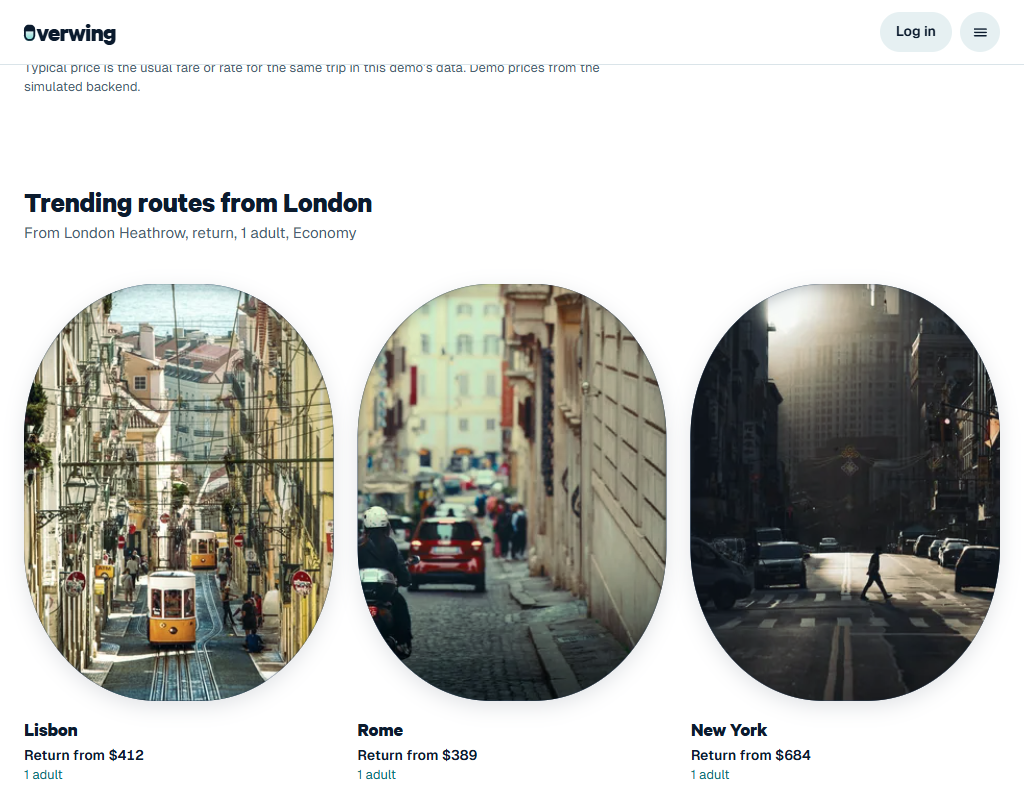 Overwing
Log in
Typical price is the usual fare or rate for the same trip in this demo's data. Demo prices from the
simulated backend.
Trending routes from London
From London Heathrow, return, 1 adult, Economy
Lisbon
Return from $412
1 adult
Rome
Return from $389
1 adult
New York
Return from $684
1 adult